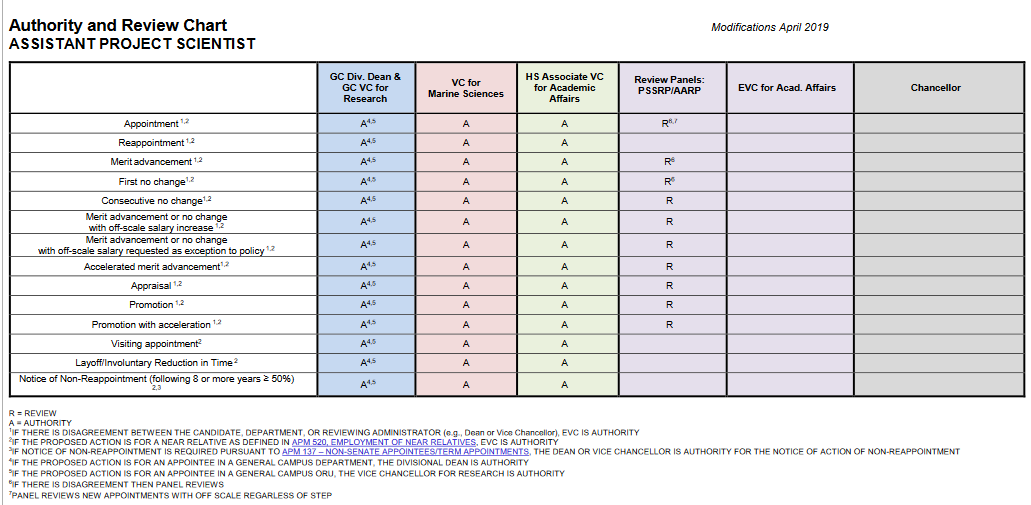 Authority and Review Chart
Modifications April 2019
ASSISTANT PROJECT SCIENTIST
GC Div. Dean & GC VC for Research | VC for Marine Sciences | HS Associate VC for Academic Affairs | Review Panels: PSSRP/AARP | EVC for Acad. Affairs | Chancellor
Appointment 1,2 | A4,5 | A | A | R6,7
Reappointment 1,2 | A4,5 | A | A
Merit advancement 1,2 | A4,5 | A | A | R6
First no change1,2 | A4,5 | A | A | R6
Consecutive no change1,2 | A4,5 | A | A | R
Merit advancement or no change
with off-scale salary increase 1,2 | A4,5 | A | A | R
Merit advancement or no change
with off-scale salary requested as exception to policy 1,2 | A4,5 | A | A | R
Accelerated merit advancement1,2 | A4,5 | A | A | R
Appraisal 1,2 | A4,5 | A | A | R
Promotion 1,2 | A4,5 | A | A | R
Promotion with acceleration 1,2 | A4,5 | A | A | R
Visiting appointment2 | A4,5 | A | A
Layoff/Involuntary Reduction in Time 2 | A4,5 | A | A
Notice of Non-Reappointment (following 8 or more years ≥ 50%)
2,3 | A4,5 | A | A
R = REVIEW
A = AUTHORITY
1IF THERE IS DISAGREEMENT BETWEEN THE CANDIDATE, DEPARTMENT, OR REVIEWING ADMINISTRATOR (e.g., Dean or Vice Chancellor), EVC IS AUTHORITY
2IF THE PROPOSED ACTION IS FOR A NEAR RELATIVE AS DEFINED IN APM 520, EMPLOYMENT OF NEAR RELATIVES, EVC IS AUTHORITY
3IF NOTICE OF NON-REAPPOINTMENT IS REQUIRED PURSUANT TO APM 137 – NON-SENATE APPOINTEES/TERM APPOINTMENTS, THE DEAN OR VICE CHANCELLOR IS AUTHORITY FOR THE NOTICE OF ACTION OF NON-REAPPOINTMENT
4IF THE PROPOSED ACTION IS FOR AN APPOINTEE IN A GENERAL CAMPUS DEPARTMENT, THE DIVISIONAL DEAN IS AUTHORITY
5IF THE PROPOSED ACTION IS FOR AN APPOINTEE IN A GENERAL CAMPUS ORU, THE VICE CHANCELLOR FOR RESEARCH IS AUTHORITY
6IF THERE IS DISAGREEMENT THEN PANEL REVIEWS
7PANEL REVIEWS NEW APPOINTMENTS WITH OFF SCALE REGARLESS OF STEP